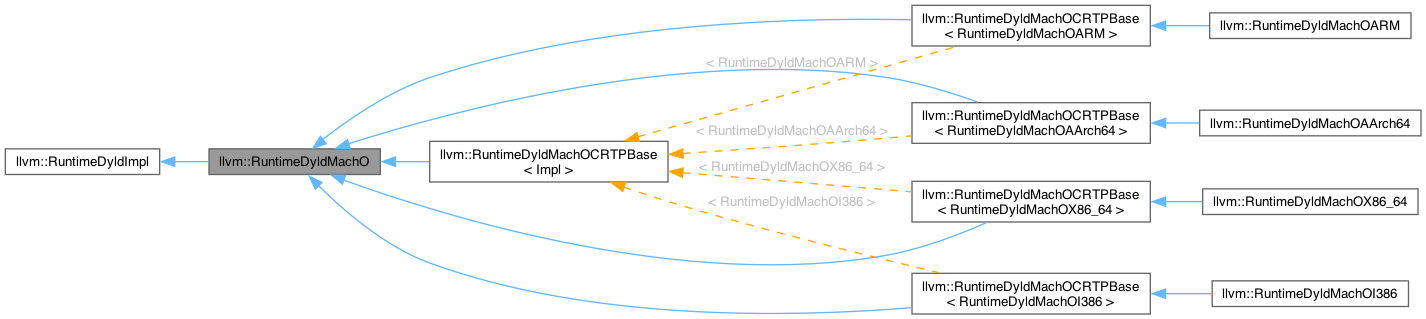 llvm::RuntimeDyldImpl
llvm::RuntimeDyldMachO
llvm::RuntimeDyldMachOCRTPBase
< Impl >
< RuntimeDyldMachOARM >
< RuntimeDyldMachOAArch64 >
< RuntimeDyldMachOX86_64 >
< RuntimeDyldMachOI386 >
llvm::RuntimeDyldMachOCRTPBase
< RuntimeDyldMachOARM >
llvm::RuntimeDyldMachOARM
llvm::RuntimeDyldMachOCRTPBase
< RuntimeDyldMachOAArch64 >
llvm::RuntimeDyldMachOAArch64
llvm::RuntimeDyldMachOCRTPBase
< RuntimeDyldMachOX86_64 >
llvm::RuntimeDyldMachOX86_64
llvm::RuntimeDyldMachOCRTPBase
< RuntimeDyldMachOI386 >
llvm::RuntimeDyldMachOI386